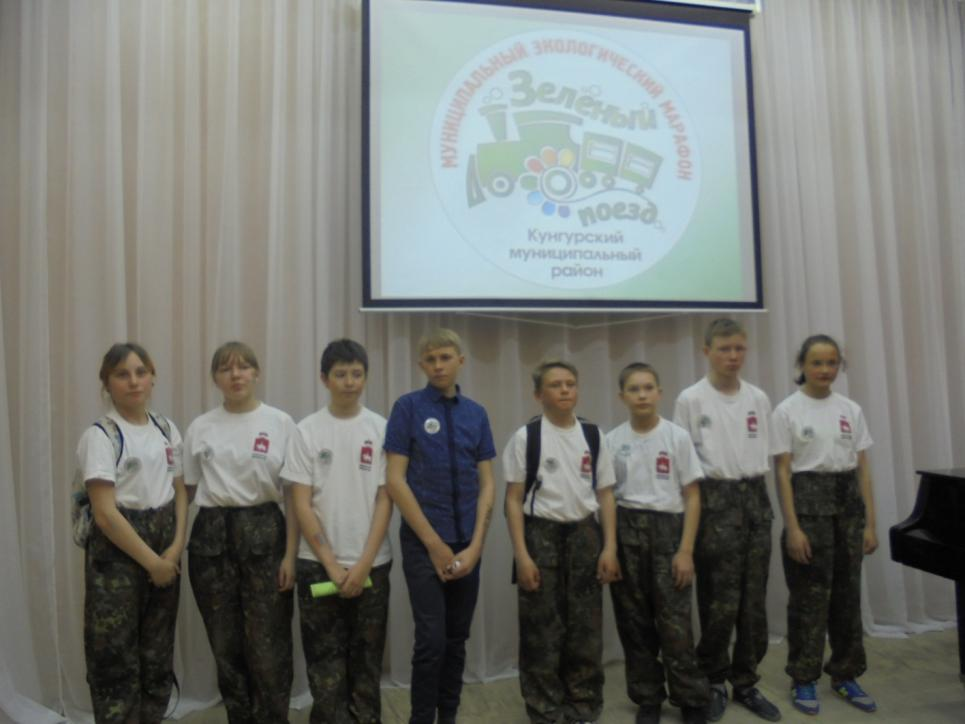 МУНИЦИПАЛЬНЫЙ ЭКОЛОГИЧЕСКИЙ МАРАФОН
Зелёный
поезд
Кунгурский
муниципальный
район